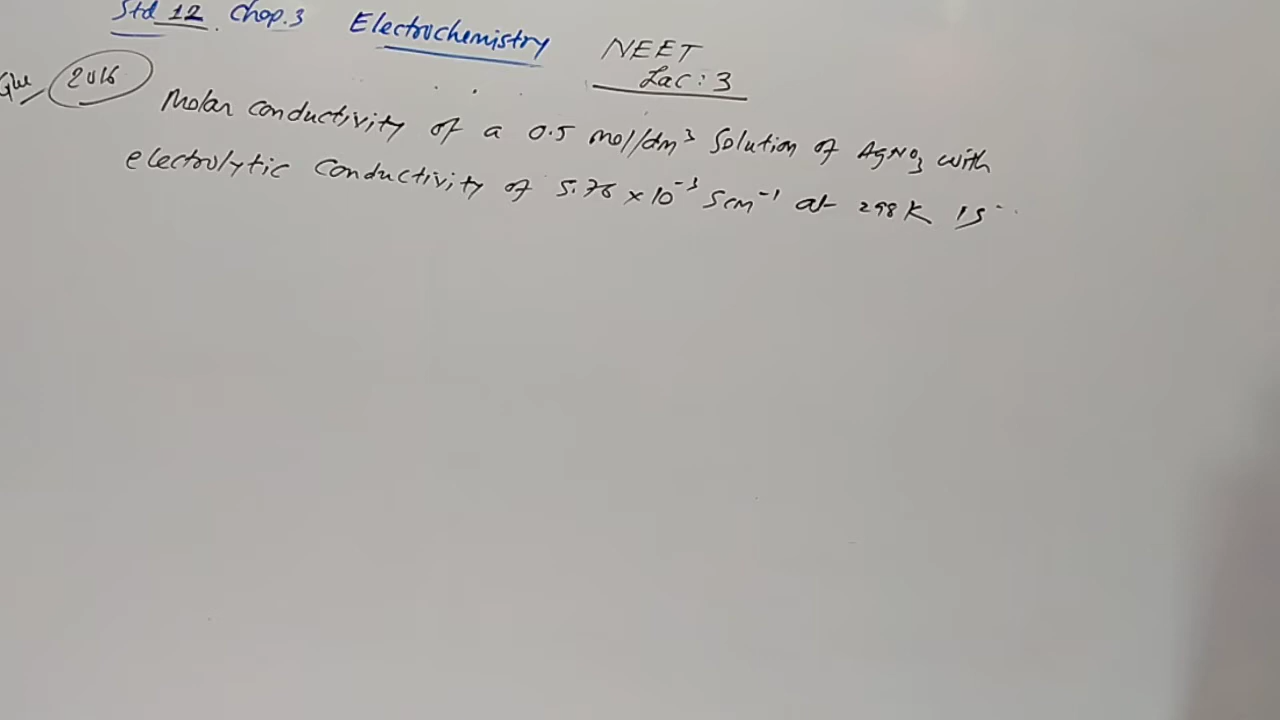 Std 12 Chap.3 Electrochemistry NEET
Lac: 3
Que 2016 Molar conductivity of a 0.5 mol/dm³ solution of AgNO₃ with
electrolytic conductivity of 5.76 × 10⁻³ S cm⁻¹ at 298 K is